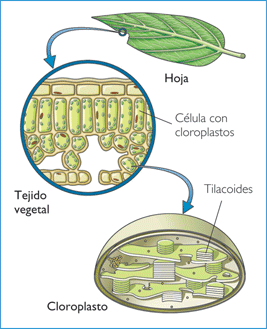 Hoja
Célula con
cloroplastos
Tejido
vegetal
Tilacoides
Cloroplasto